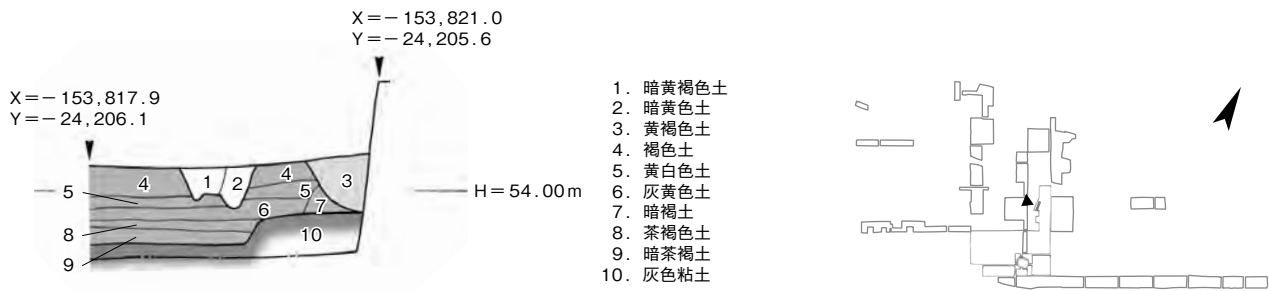 X＝−153,821.0
Y＝−24,205.6
X＝−153,817.9
Y＝−24,206.1
4
1
2
4
5
3
5
6
7
8
10
9
H＝54.00m
1. 暗黄褐色土
2. 暗黄色土
3. 黄褐色土
4. 褐色土
5. 黄白色土
6. 灰黄色土
7. 暗褐土
8. 茶褐色土
9. 暗茶褐土
10. 灰色粘土